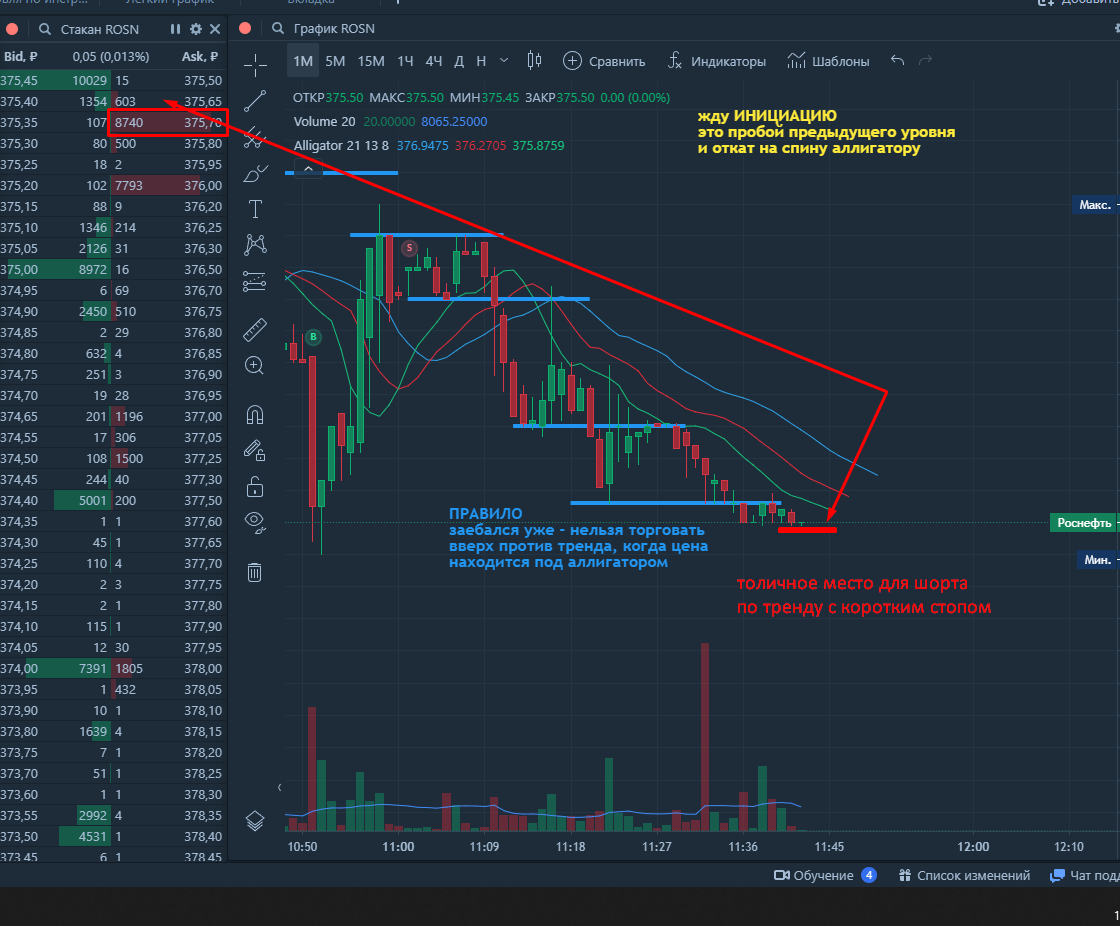 Стакан ROSN
График ROSN
Bid, ₽ 0,05 (0,013%) Ask, ₽
1М 5М 15М 1Ч 4Ч Д Н Сравнить Индикаторы Шаблоны
ОТКР375.50 МАКС375.50 МИН375.45 ЗАКР375.50 0.00 (0.00%)
Volume 20 20.00000 8065.25000
Alligator 21 13 8 376.9475 376.2705 375.8759
жду ИНИЦИАЦИЮ
это пробой предыдущего уровня
и откат на спину аллигатору
375,45 10029 15 375,50
375,40 1354 603 375,65
375,35 107 8740 375,70
375,30 80 500 375,80
375,25 18 2 375,95
375,20 102 7793 376,00
375,15 88 9 376,20
375,10 1346 214 376,25
375,05 2126 31 376,30
375,00 8972 16 376,50
374,95 6 69 376,70
374,90 2450 510 376,75
374,85 2 29 376,80
374,80 632 4 376,85
374,75 251 3 376,90
374,70 19 28 376,95
374,65 201 1196 377,00
374,55 17 306 377,05
374,50 108 1500 377,25
374,45 244 40 377,30
374,40 5001 200 377,50
374,35 1 1 377,60
374,30 45 1 377,65
374,25 110 4 377,70
374,20 2 3 377,75
374,15 2 1 377,80
374,10 115 1 377,90
374,05 12 30 377,95
374,00 7391 1805 378,00
373,95 1 432 378,05
373,90 10 1 378,10
373,80 1639 4 378,15
373,75 7 1 378,20
373,70 51 1 378,25
373,60 1 1 378,30
373,55 2992 4 378,35
373,50 4531 1 378,40
373,45 6 1 378,45
Макс.
S
B
Роснефть
Мин.
ПРАВИЛО
заебался уже - нельзя торговать
вверх против тренда, когда цена
находится под аллигатором
толичное место для шорта
по тренду с коротким стопом
10:50 11:00 11:09 11:18 11:27 11:36 11:45 12:00 12:10
Обучение 4 Список изменений Чат под